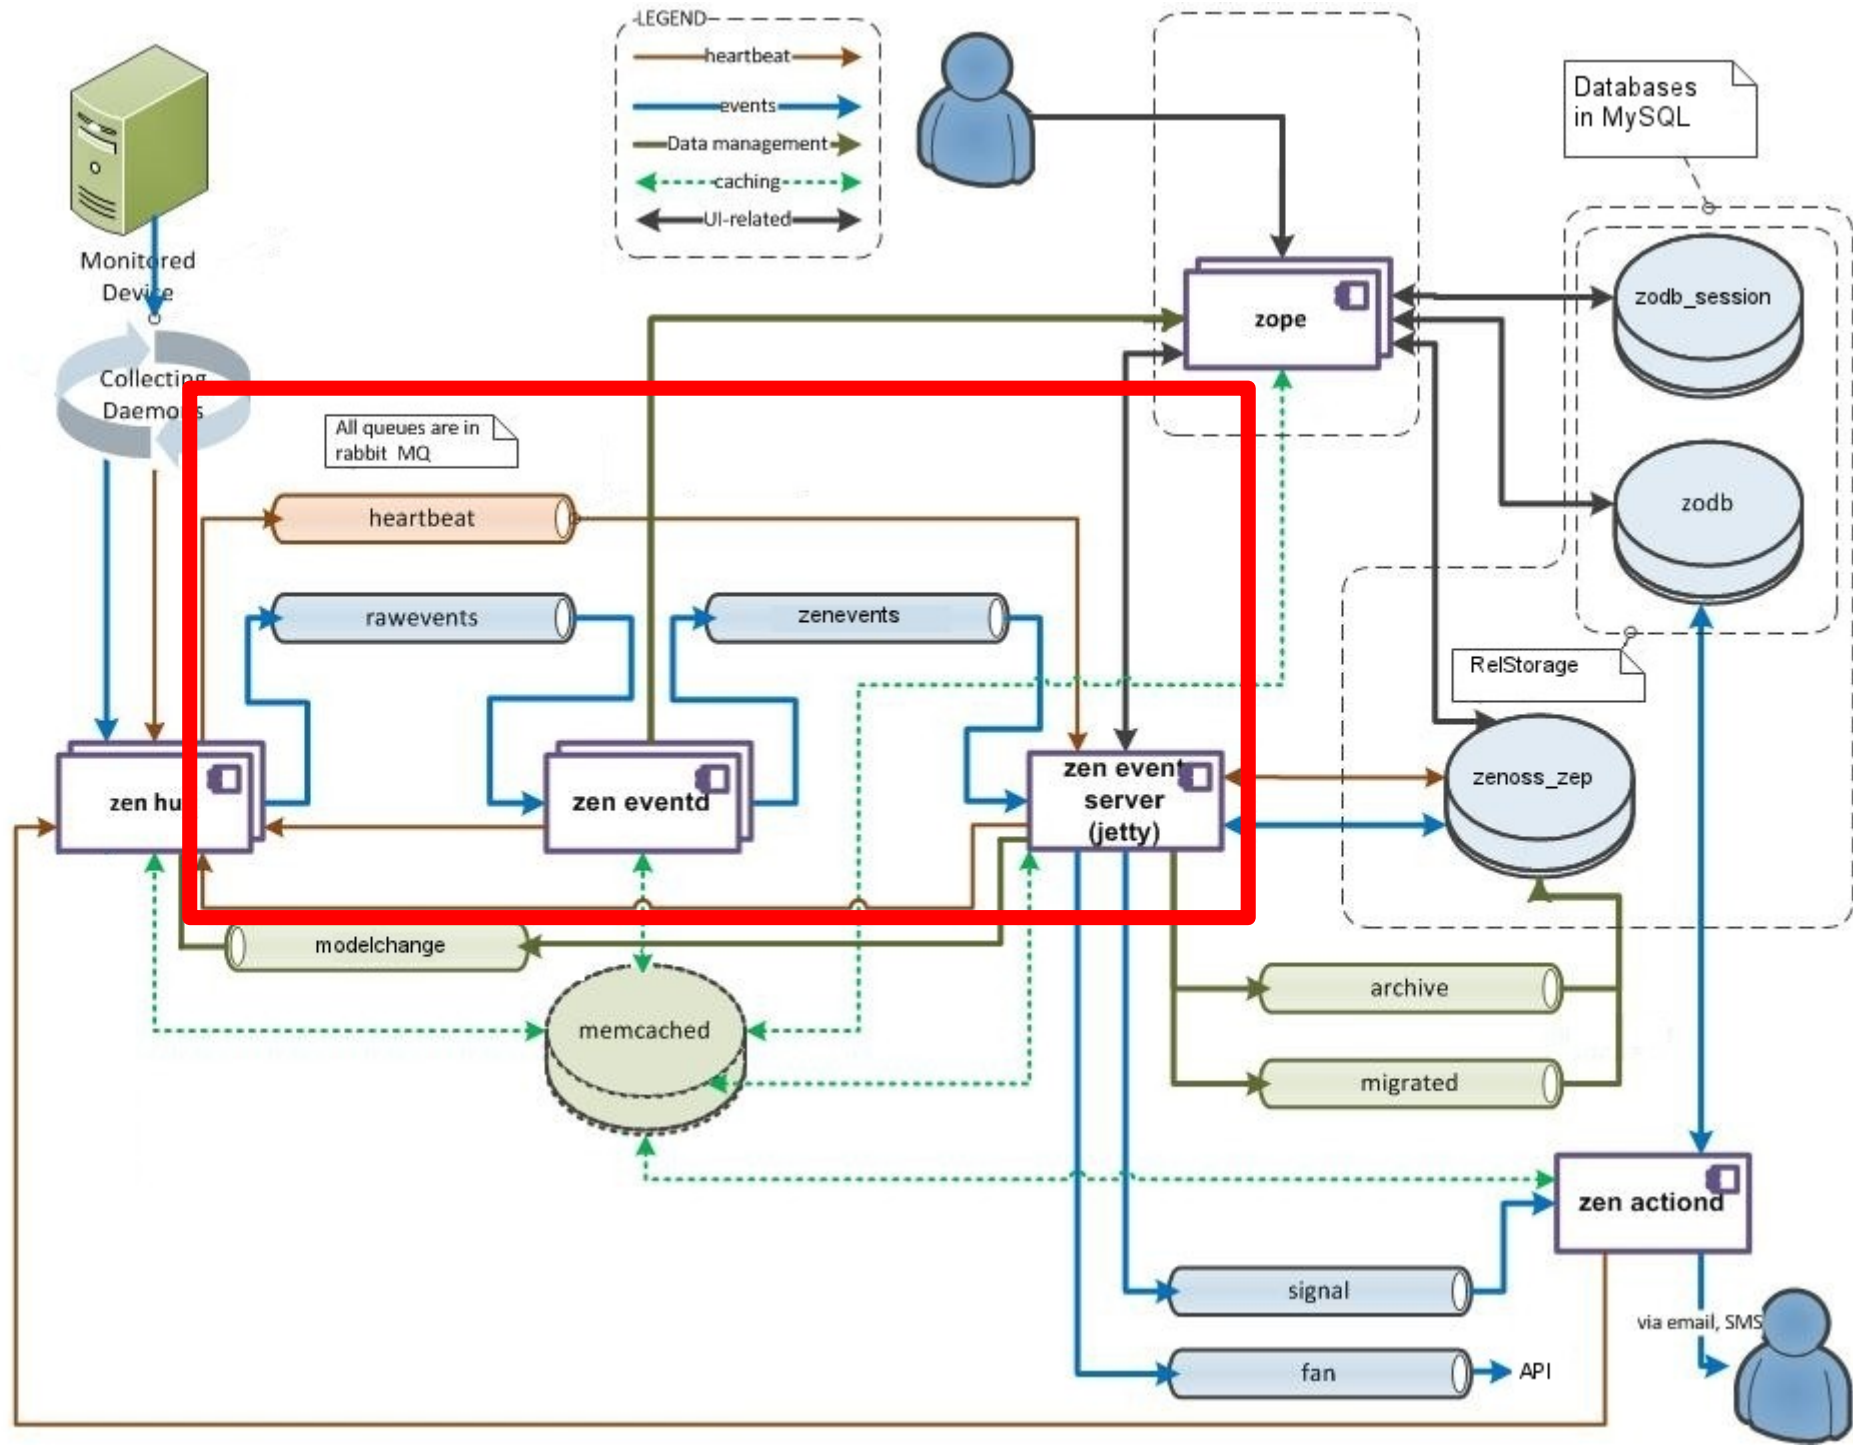 LEGEND
heartbeat
events
Data management
caching
UI-related
Databases
in MySQL
Monitored
Device
zodb_session
zope
Collecting
Daemons
All queues are in
rabbit MQ
zodb
heartbeat
rawevents
zenevents
RelStorage
zen hu
zen eventd
zen event
server
(jetty)
zenoss_zep
modelchange
archive
memcached
migrated
zen actiond
signal
via email, SMS
fan
API